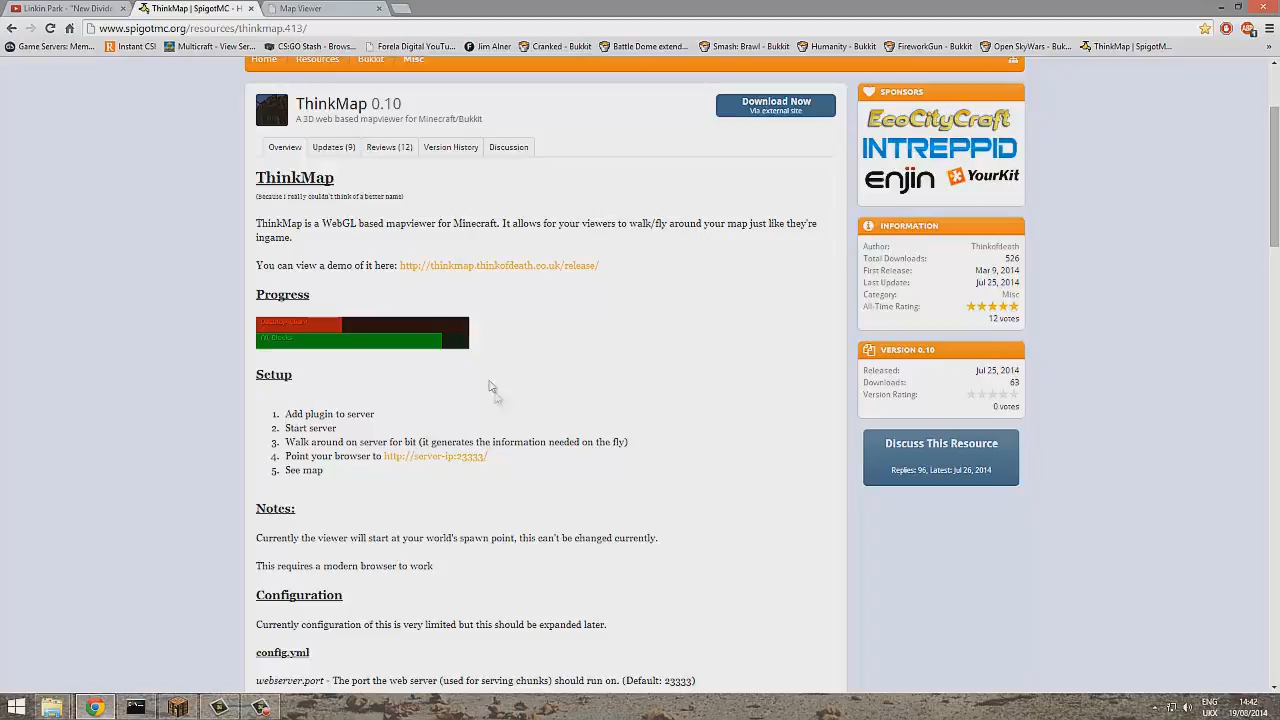 Linkin Park - "New Divide
ThinkMap | SpigotMC - H
Map Viewer
www.spigotmc.org/resources/thinkmap.413/
Game Servers: Mem...
Instant CSI
Multicraft - View Ser...
CS:GO Stash - Brows...
Forela Digital YouTu...
Jim Alner
Cranked - Bukkit
Battle Dome extend...
Smash: Brawl - Bukkit
Humanity - Bukkit
FireworkGun - Bukkit
Open SkyWars - Buk...
ThinkMap | SpigotM...
Home
Resources
Bukkit
Misc
ThinkMap 0.10
A 3D web based mapviewer for Minecraft/Bukkit
Download Now
Via external site
Overview
Updates (9)
Reviews (12)
Version History
Discussion
ThinkMap
(Because I really couldn't think of a better name)
ThinkMap is a WebGL based mapviewer for Minecraft. It allows for your viewers to walk/fly around your map just like they're
ingame.
You can view a demo of it here: http://thinkmap.thinkofdeath.co.uk/release/
Progress
All Blocks
Setup
1. Add plugin to server
2. Start server
3. Walk around on server for bit (it generates the information needed on the fly)
4. Point your browser to http://server-ip:23333/
5. See map
Notes:
Currently the viewer will start at your world's spawn point, this can't be changed currently.
This requires a modern browser to work
Configuration
Currently configuration of this is very limited but this should be expanded later.
config.yml
webserver.port - The port the web server (used for serving chunks) should run on. (Default: 23333)
SPONSORS
EcoCityCraft
INTREPPID
enjin YourKit
INFORMATION
Author: Thinkofdeath
Total Downloads: 526
First Release: Mar 9, 2014
Last Update: Jul 25, 2014
Category: Misc
All-Time Rating:
12 votes
VERSION 0.10
Released: Jul 25, 2014
Downloads: 63
Version Rating:
0 votes
Discuss This Resource
Replies: 96, Latest: Jul 26, 2014
ENG
UKX
14:42
19/08/2014